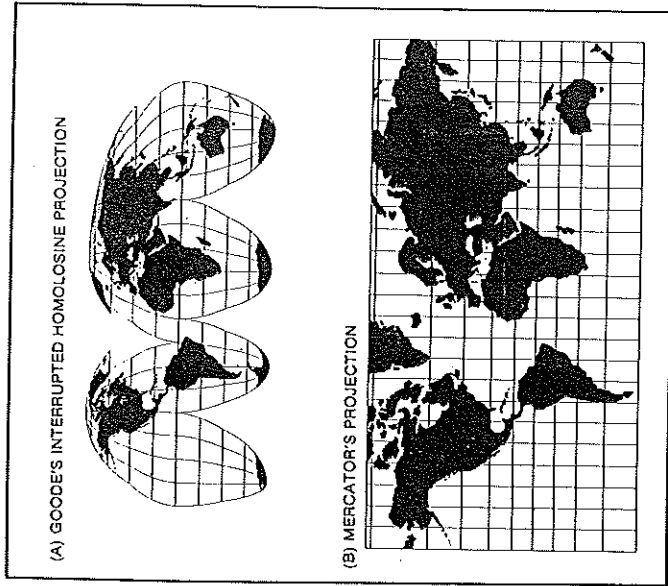 (A) GOODE'S INTERRUPTED HOMOLOSINE PROJECTION
(B) MERCATOR'S PROJECTION